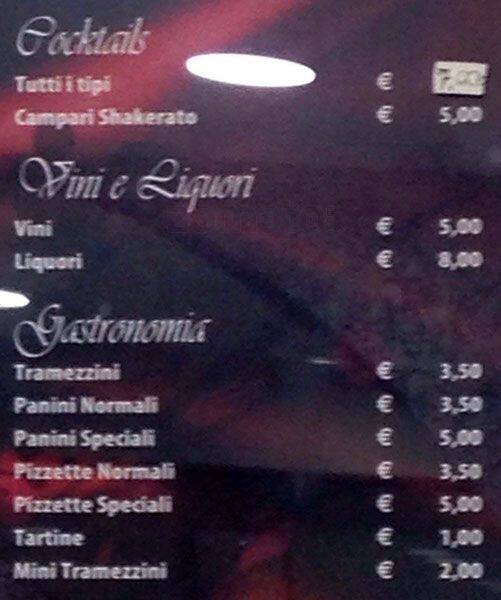 Cocktails
Tutti i tipi € 7,00
Campari Shakerato € 5,00
Vini e Liquori
Vini € 5,00
Liquori € 8,00
Gastronomia
Tramezzini € 3,50
Panini Normali € 3,50
Panini Speciali € 5,00
Pizzette Normali € 3,50
Pizzette Speciali € 5,00
Tartine € 1,00
Mini Tramezzini € 2,00